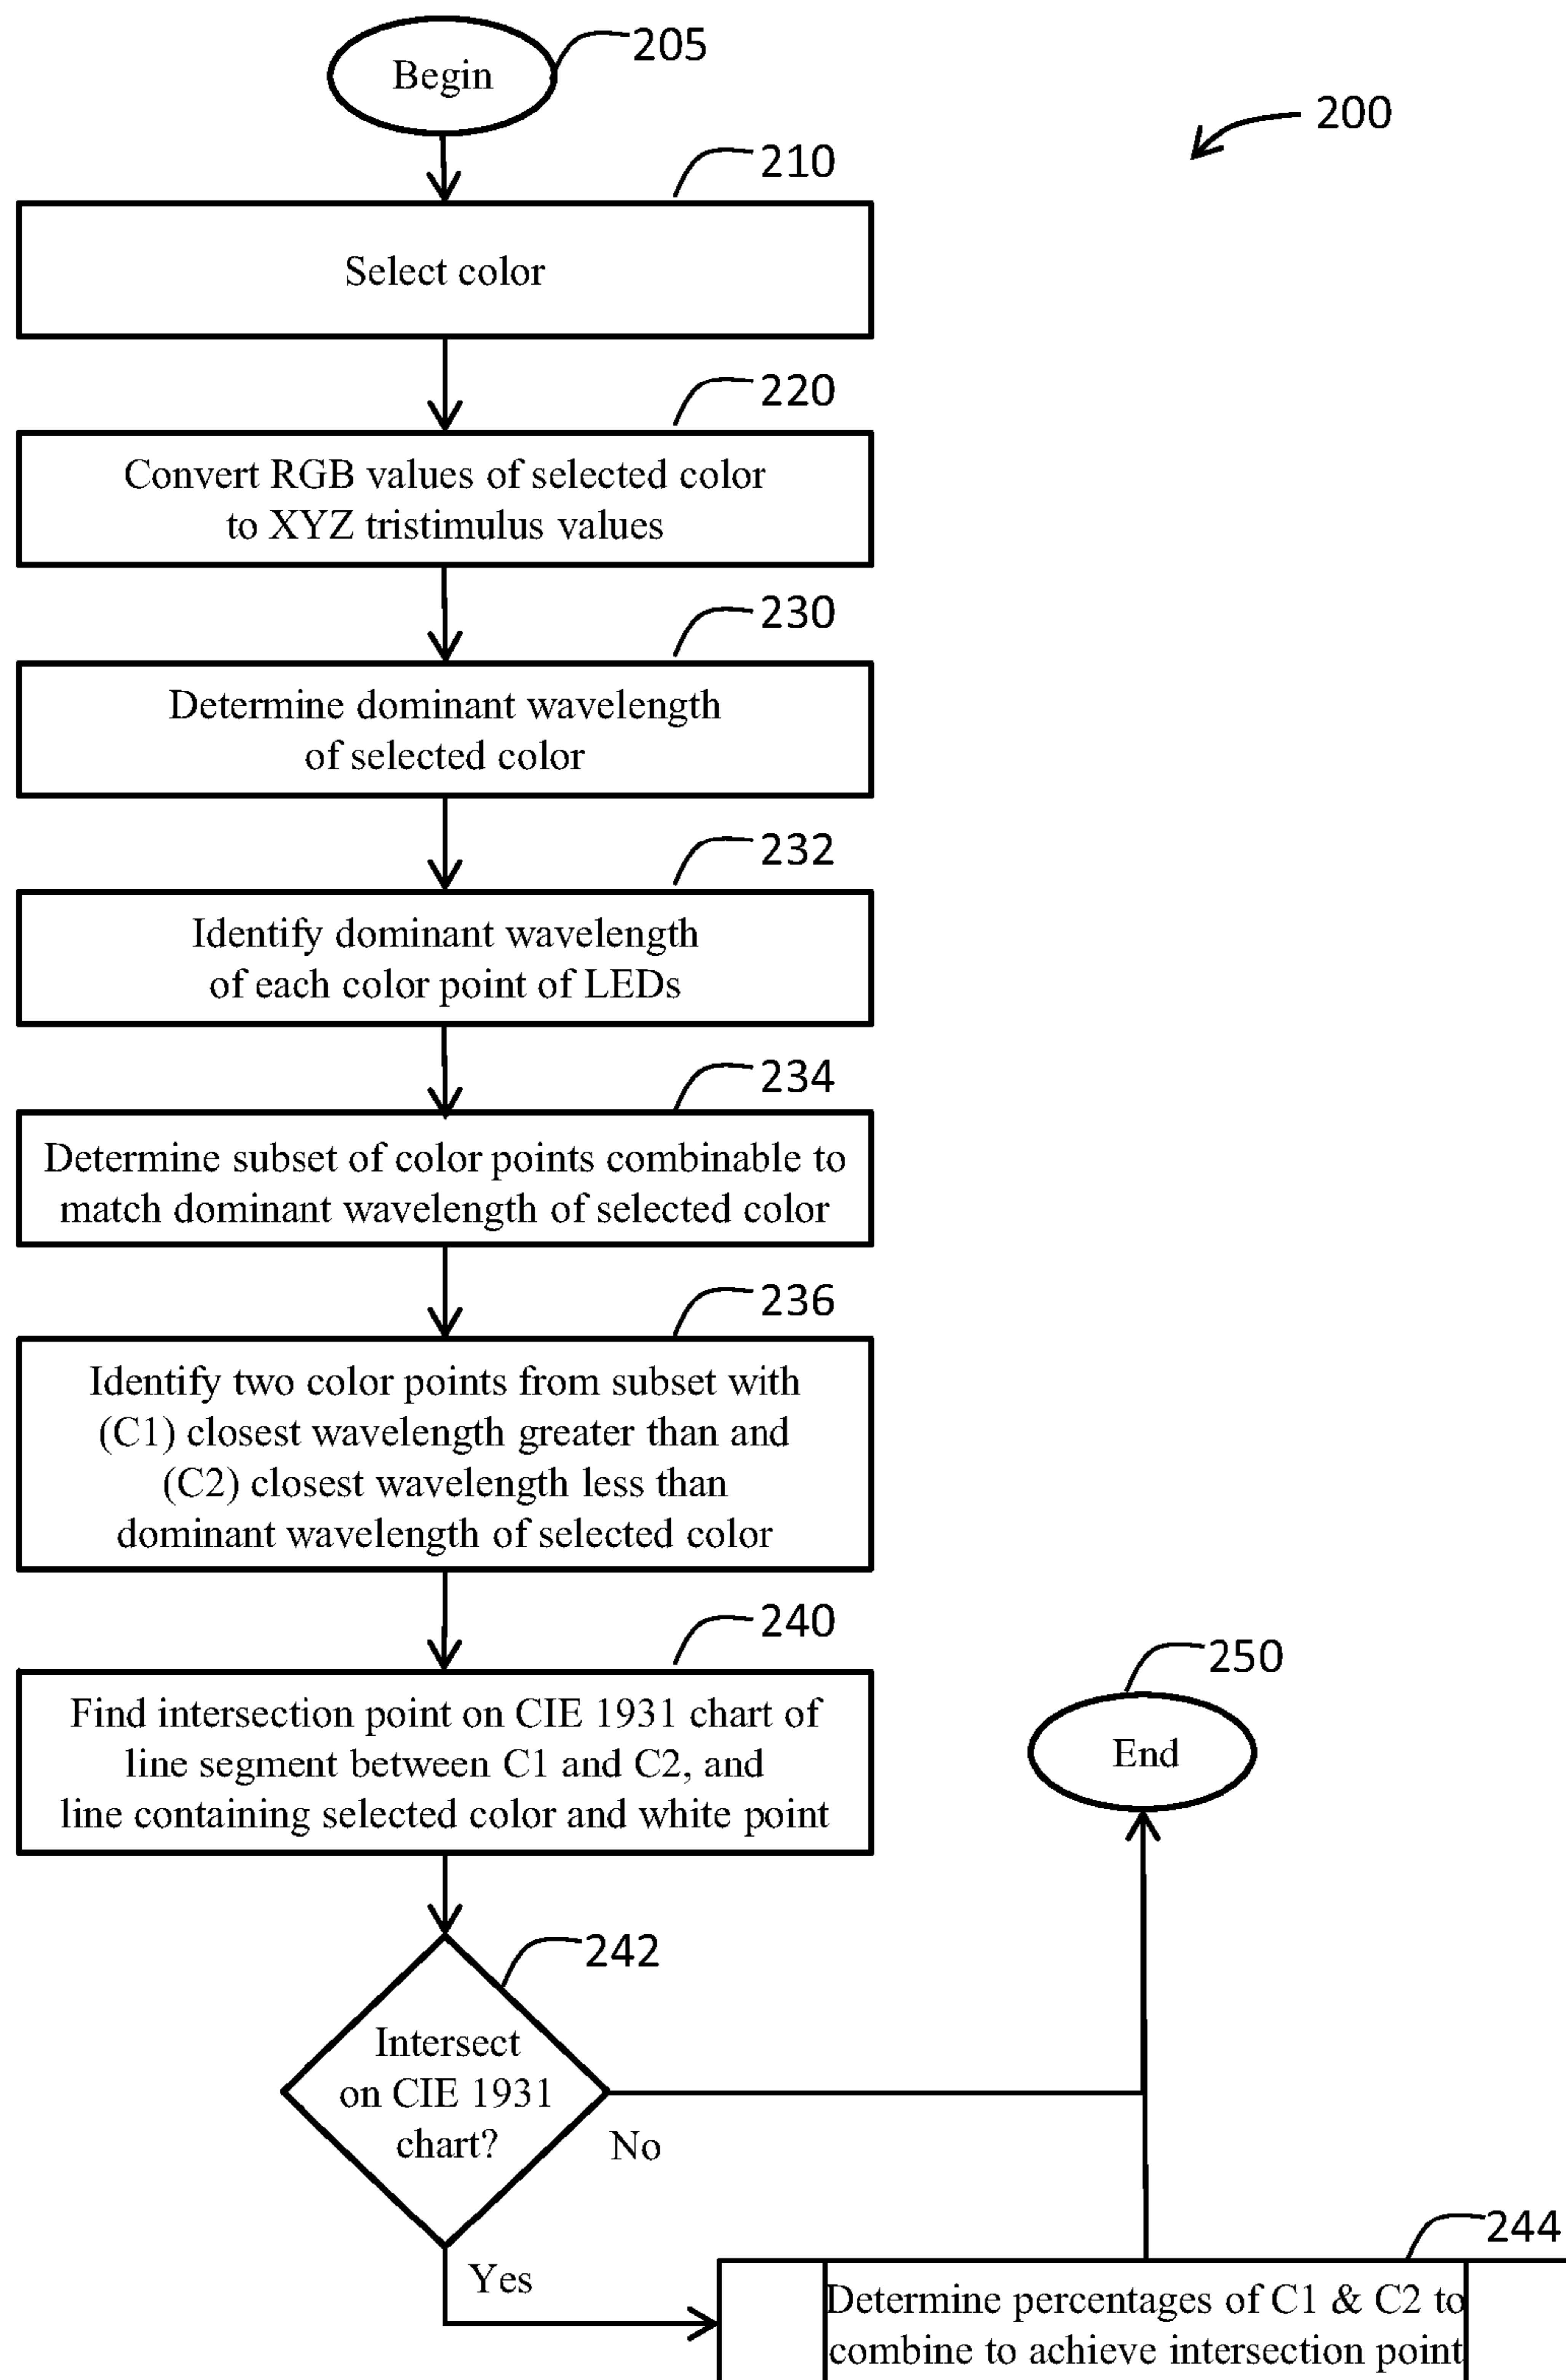 Begin
205
200
210
Select color
220
Convert RGB values of selected color
to XYZ tristimulus values
230
Determine dominant wavelength
of selected color
232
Identify dominant wavelength
of each color point of LEDs
234
Determine subset of color points combinable to
match dominant wavelength of selected color
236
Identify two color points from subset with
(C1) closest wavelength greater than and
(C2) closest wavelength less than
dominant wavelength of selected color
240
Find intersection point on CIE 1931 chart of
line segment between C1 and C2, and
line containing selected color and white point
250
End
242
Intersect
on CIE 1931
chart?
No
Yes
244
Determine percentages of C1 & C2 to
combine to achieve intersection point